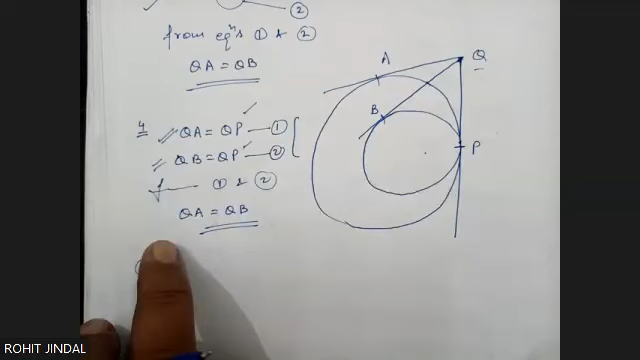 ②
from eqⁿs ① & ②
QA = QB
4 QA = QP — ①
QB = QP — ②
f—— ① & ②
QA = QB
A
Q
B
P
ROHIT JINDAL